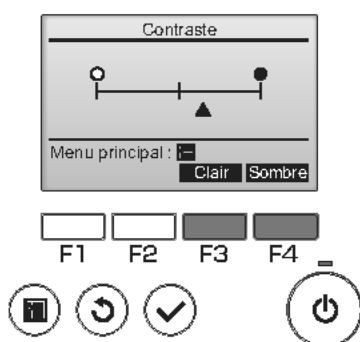 Contraste
Menu principal :
Clair Sombre
F1 F2 F3 F4